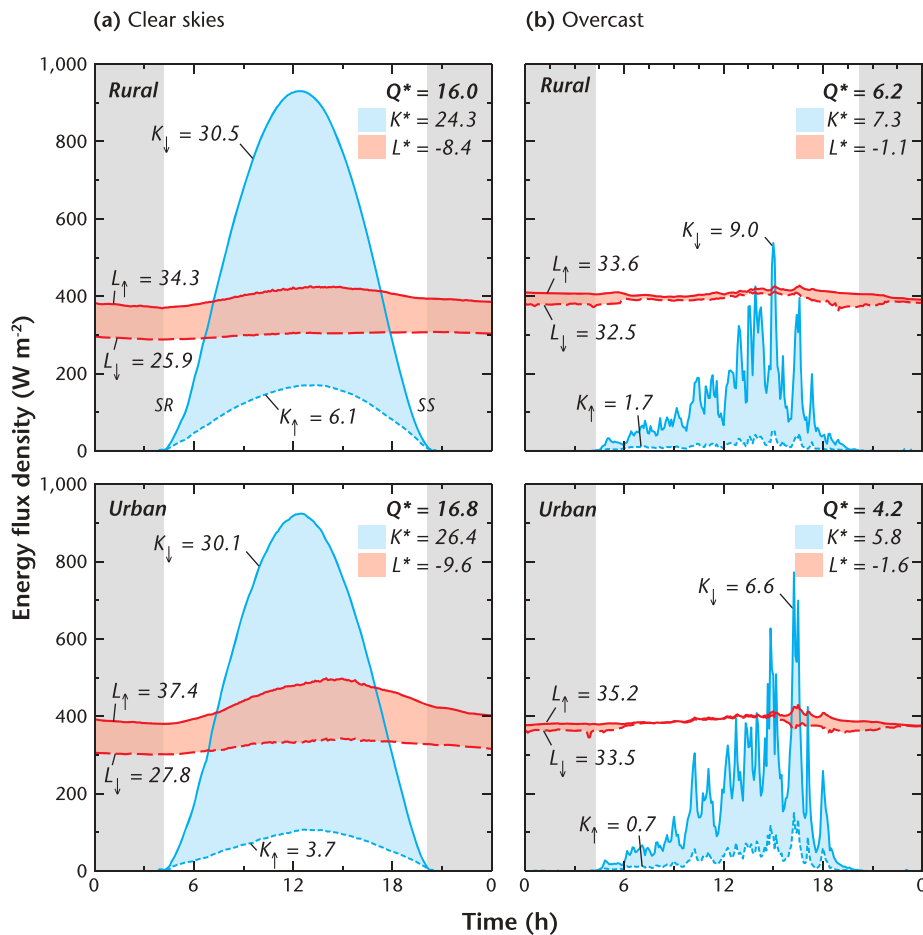 (a) Clear skies
(b) Overcast
Energy flux density (W m⁻²)
1,000
800
600
400
200
0
Rural
Q* = 16.0
K* = 24.3
L* = -8.4
K↓ = 30.5
L↑ = 34.3
L↓ = 25.9
SR
SS
K↑ = 6.1
Rural
Q* = 6.2
K* = 7.3
L* = -1.1
K↓ = 9.0
L↑ = 33.6
L↓ = 32.5
K↑ = 1.7
1,000
800
600
400
200
0
Urban
Q* = 16.8
K* = 26.4
L* = -9.6
K↓ = 30.1
L↑ = 37.4
L↓ = 27.8
K↑ = 3.7
0 6 12 18 0
Urban
Q* = 4.2
K* = 5.8
L* = -1.6
K↓ = 6.6
L↑ = 35.2
L↓ = 33.5
K↑ = 0.7
6 12 18 0
Time (h)